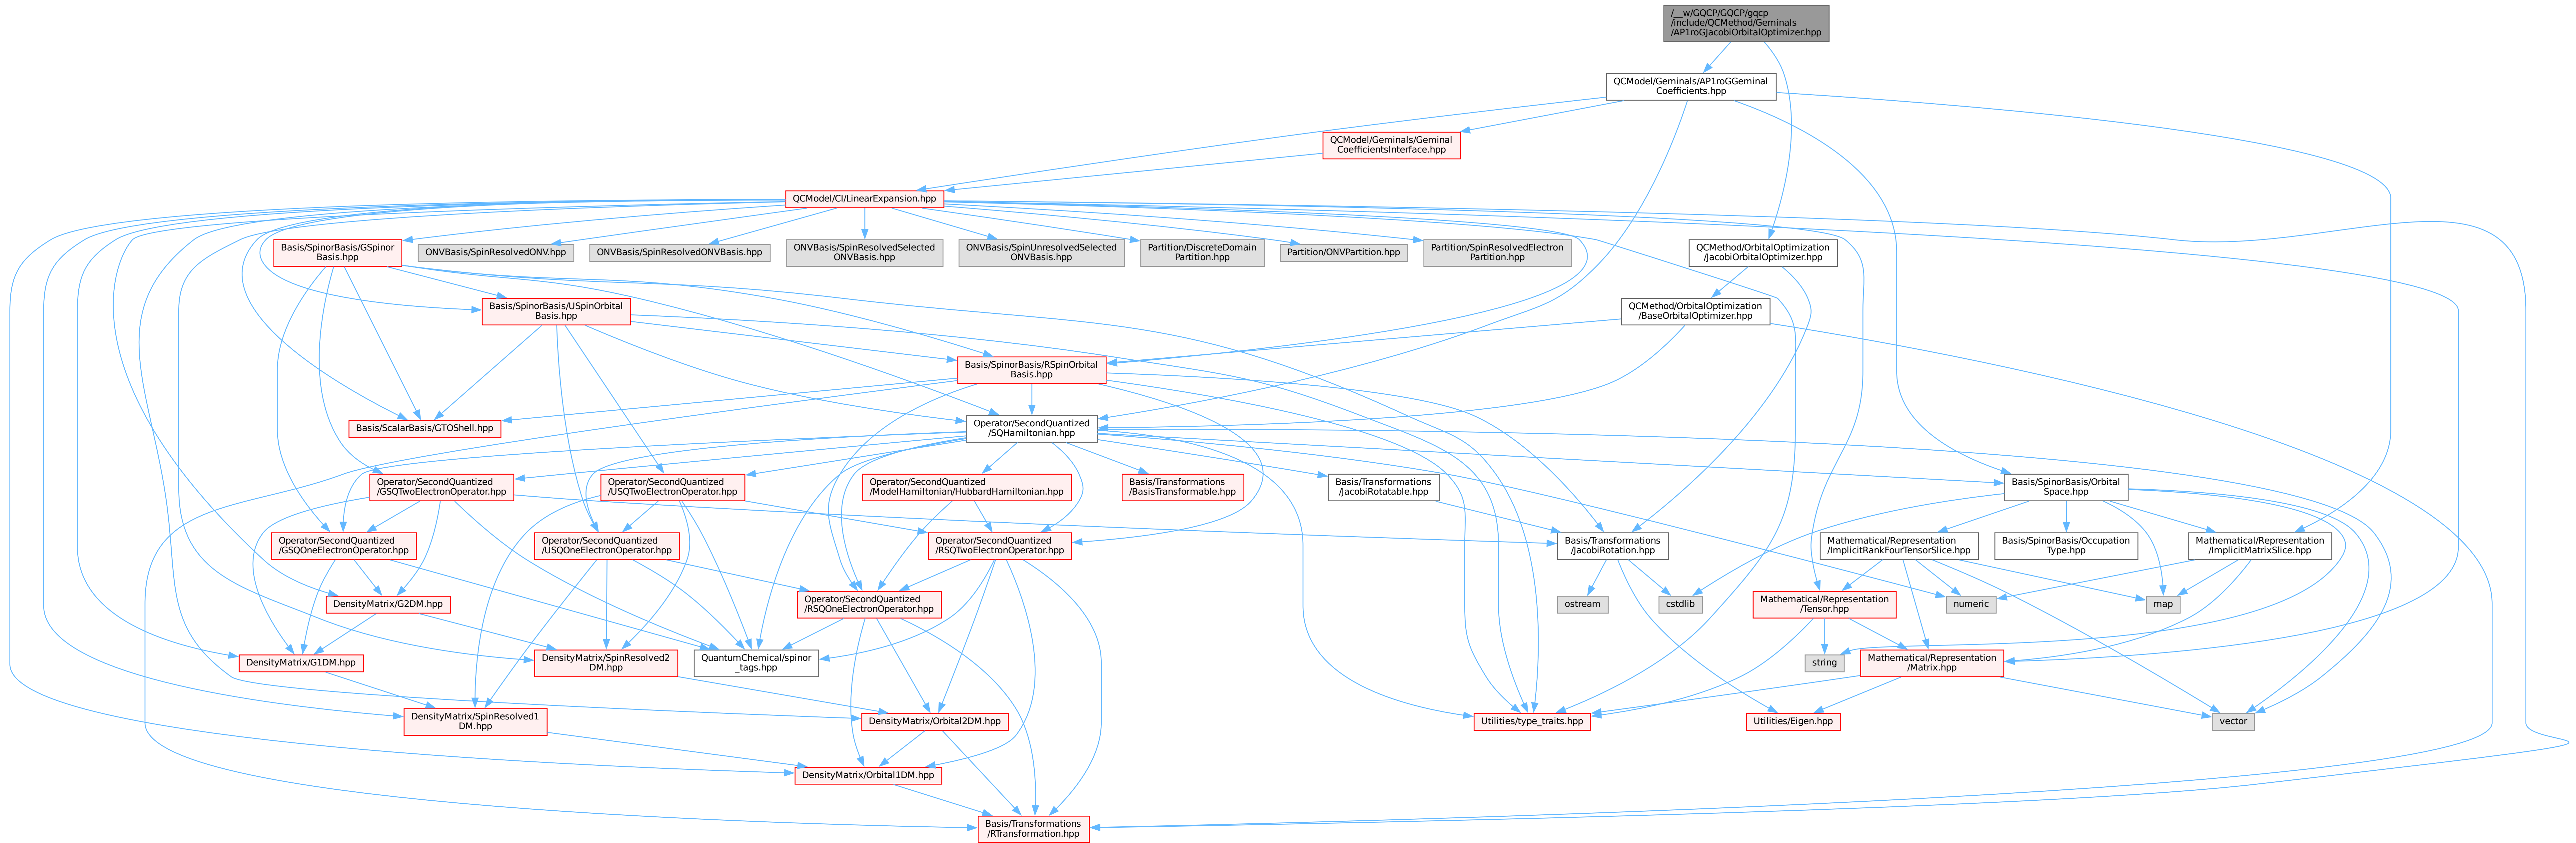 /__w/GQCP/GQCP/gqcp
/include/QCMethod/Geminals
/AP1roGJacobiOrbitalOptimizer.hpp
QCModel/Geminals/AP1roGGeminal
Coefficients.hpp
QCModel/Geminals/Geminal
CoefficientsInterface.hpp
QCModel/CI/LinearExpansion.hpp
Basis/SpinorBasis/GSpinor
Basis.hpp
ONVBasis/SpinResolvedONV.hpp
ONVBasis/SpinResolvedONVBasis.hpp
ONVBasis/SpinResolvedSelected
ONVBasis.hpp
ONVBasis/SpinUnresolvedSelected
ONVBasis.hpp
Partition/DiscreteDomain
Partition.hpp
Partition/ONVPartition.hpp
Partition/SpinResolvedElectron
Partition.hpp
QCMethod/OrbitalOptimization
/JacobiOrbitalOptimizer.hpp
Basis/SpinorBasis/USpinOrbital
Basis.hpp
QCMethod/OrbitalOptimization
/BaseOrbitalOptimizer.hpp
Basis/SpinorBasis/RSpinOrbital
Basis.hpp
Basis/ScalarBasis/GTOShell.hpp
Operator/SecondQuantized
/SQHamiltonian.hpp
Operator/SecondQuantized
/GSQTwoElectronOperator.hpp
Operator/SecondQuantized
/USQTwoElectronOperator.hpp
Operator/SecondQuantized
/ModelHamiltonian/HubbardHamiltonian.hpp
Basis/Transformations
/BasisTransformable.hpp
Basis/Transformations
/JacobiRotatable.hpp
Basis/SpinorBasis/Orbital
Space.hpp
Operator/SecondQuantized
/GSQOneElectronOperator.hpp
Operator/SecondQuantized
/USQOneElectronOperator.hpp
Operator/SecondQuantized
/RSQTwoElectronOperator.hpp
Basis/Transformations
/JacobiRotation.hpp
Mathematical/Representation
/ImplicitRankFourTensorSlice.hpp
Basis/SpinorBasis/Occupation
Type.hpp
Mathematical/Representation
/ImplicitMatrixSlice.hpp
DensityMatrix/G2DM.hpp
Operator/SecondQuantized
/RSQOneElectronOperator.hpp
ostream
cstdlib
Mathematical/Representation
/Tensor.hpp
numeric
map
DensityMatrix/G1DM.hpp
DensityMatrix/SpinResolved2
DM.hpp
QuantumChemical/spinor
_tags.hpp
string
Mathematical/Representation
/Matrix.hpp
DensityMatrix/SpinResolved1
DM.hpp
DensityMatrix/Orbital2DM.hpp
Utilities/type_traits.hpp
Utilities/Eigen.hpp
vector
DensityMatrix/Orbital1DM.hpp
Basis/Transformations
/RTransformation.hpp